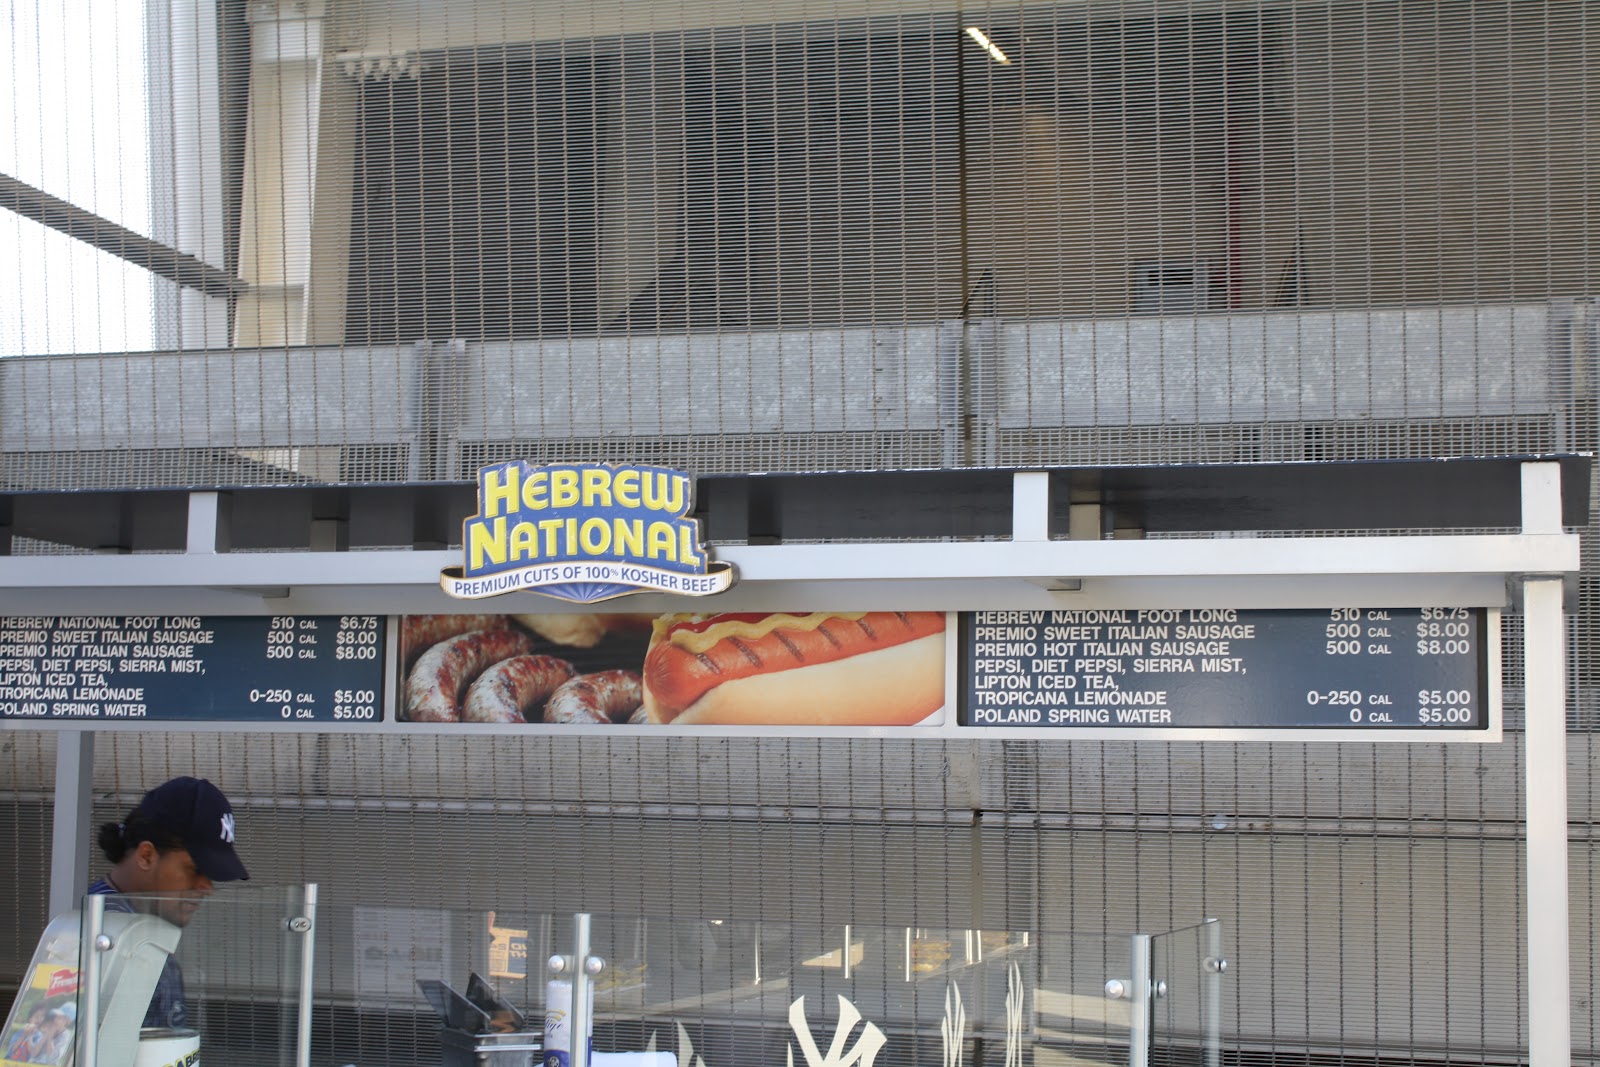 HEBREW
NATIONAL
PREMIUM CUTS OF 100% KOSHER BEEF
HEBREW NATIONAL FOOT LONG 510 CAL $6.75
PREMIO SWEET ITALIAN SAUSAGE 500 CAL $8.00
PREMIO HOT ITALIAN SAUSAGE 500 CAL $8.00
PEPSI, DIET PEPSI, SIERRA MIST,
LIPTON ICED TEA,
TROPICANA LEMONADE 0-250 CAL $5.00
POLAND SPRING WATER 0 CAL $5.00
HEBREW NATIONAL FOOT LONG 510 CAL $6.75
PREMIO SWEET ITALIAN SAUSAGE 500 CAL $8.00
PREMIO HOT ITALIAN SAUSAGE 500 CAL $8.00
PEPSI, DIET PEPSI, SIERRA MIST,
LIPTON ICED TEA,
TROPICANA LEMONADE 0-250 CAL $5.00
POLAND SPRING WATER 0 CAL $5.00
NY
NY